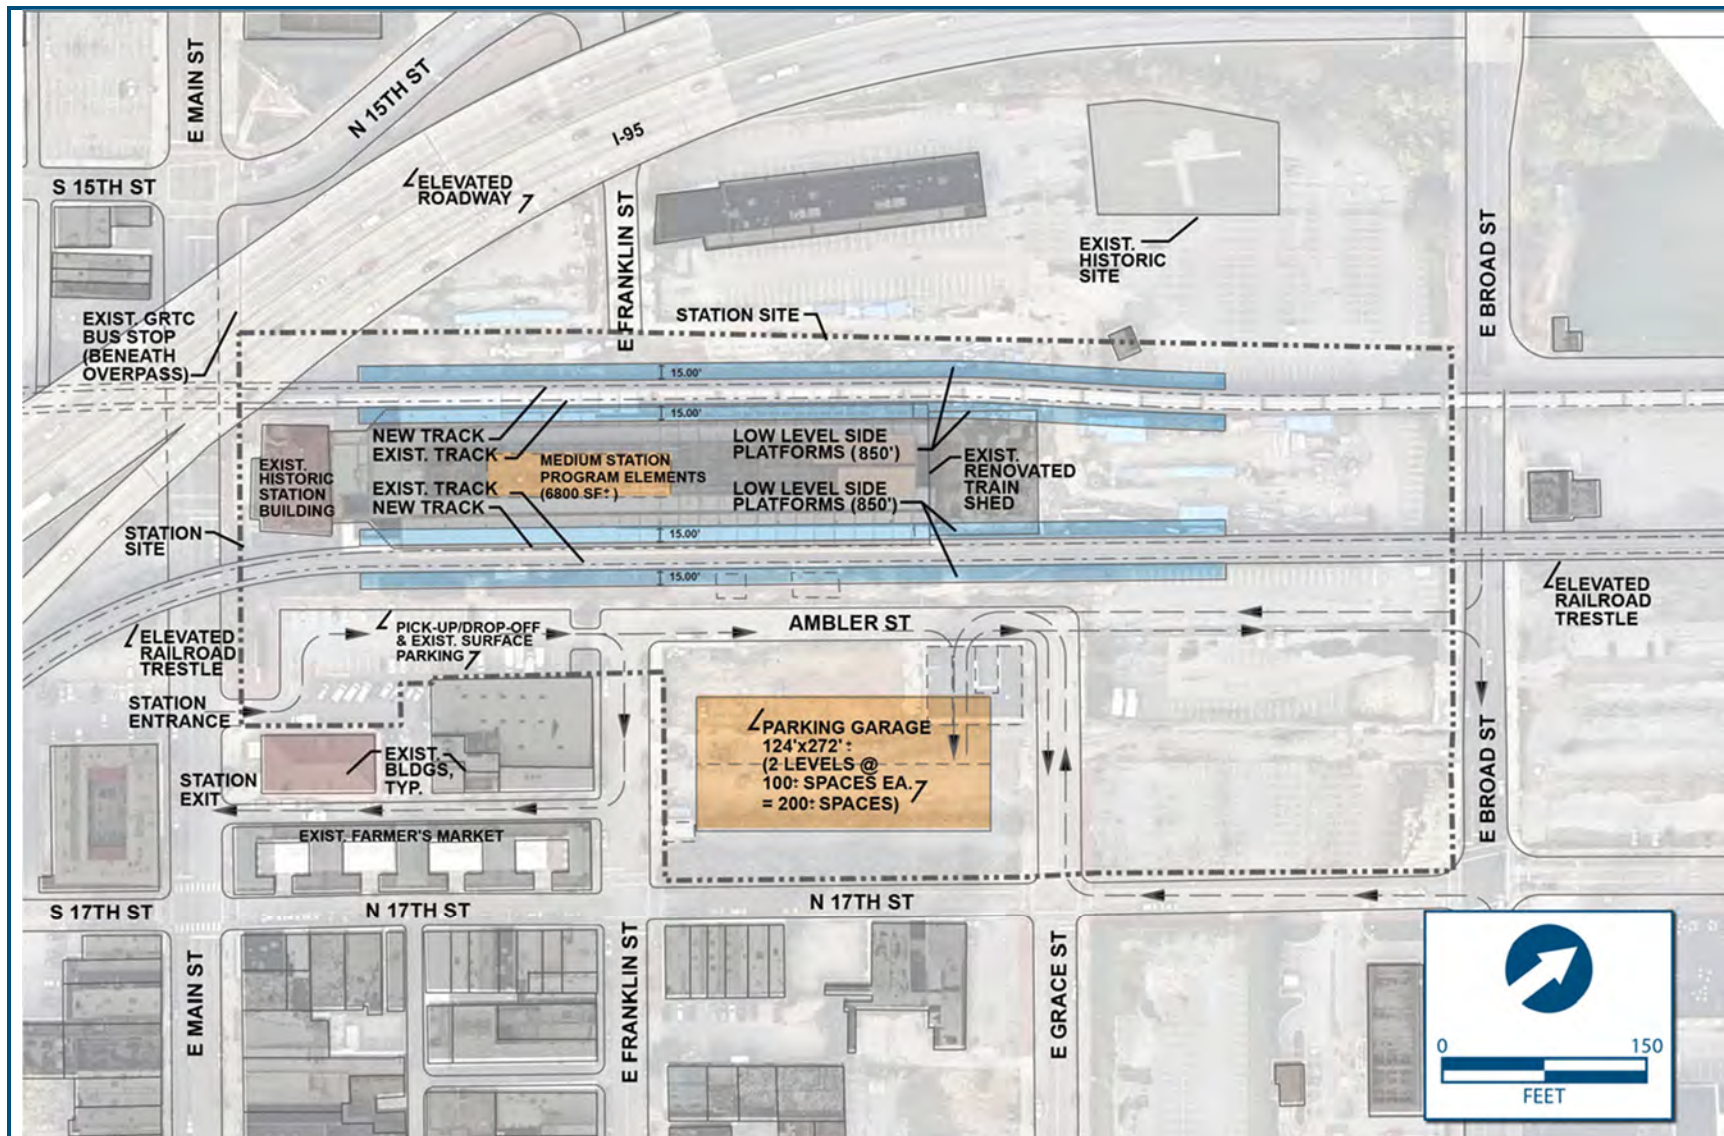 E MAIN ST
N 15TH ST
I-95
S 15TH ST
ELEVATED
ROADWAY
E FRANKLIN ST
EXIST.
HISTORIC
SITE
E BROAD ST
EXIST. GRTC
BUS STOP
(BENEATH
OVERPASS)
STATION SITE
15.00'
15.00'
NEW TRACK
EXIST. TRACK
LOW LEVEL SIDE
PLATFORMS (850')
EXIST.
RENOVATED
TRAIN
SHED
EXIST.
HISTORIC
STATION
BUILDING
MEDIUM STATION
PROGRAM ELEMENTS
(6800 SF±)
EXIST. TRACK
NEW TRACK
LOW LEVEL SIDE
PLATFORMS (850')
STATION
SITE
15.00'
15.00'
ELEVATED
RAILROAD
TRESTLE
ELEVATED
RAILROAD
TRESTLE
PICK-UP/DROP-OFF
& EXIST. SURFACE
PARKING
AMBLER ST
STATION
ENTRANCE
PARKING GARAGE
124'x272'±
(2 LEVELS @
100± SPACES EA.
= 200± SPACES)
EXIST.
BLDGS,
TYP.
E BROAD ST
STATION
EXIT
EXIST. FARMER'S MARKET
S 17TH ST
N 17TH ST
N 17TH ST
E MAIN ST
E FRANKLIN ST
E GRACE ST
0 150
FEET